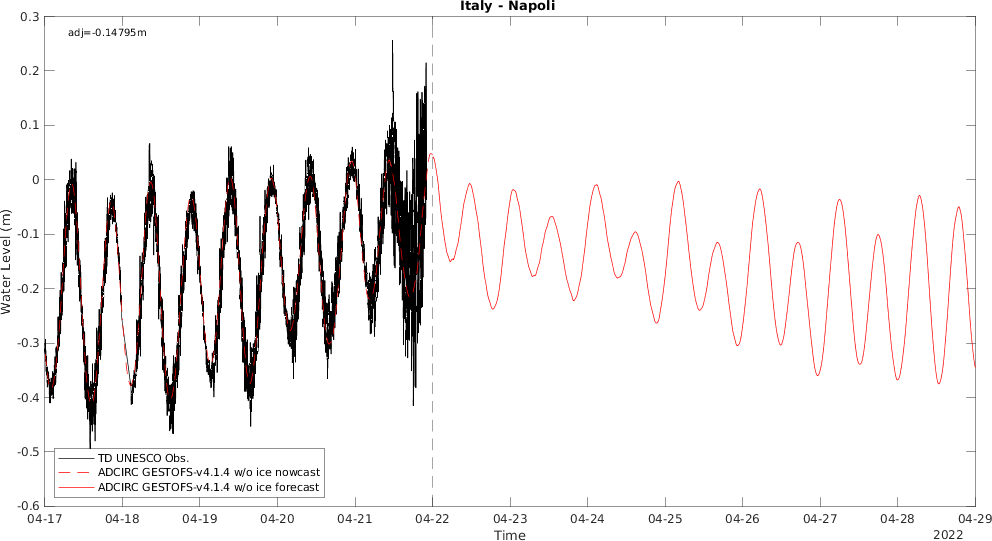 Italy - Napoli
adj=-0.14795m
0.3
0.2
0.1
0
-0.1
-0.2
-0.3
-0.4
-0.5
-0.6
Water Level (m)
TD UNESCO Obs.
ADCIRC GESTOFS-v4.1.4 w/o ice nowcast
ADCIRC GESTOFS-v4.1.4 w/o ice forecast
04-17 04-18 04-19 04-20 04-21 04-22 04-23 04-24 04-25 04-26 04-27 04-28 04-29
Time
2022